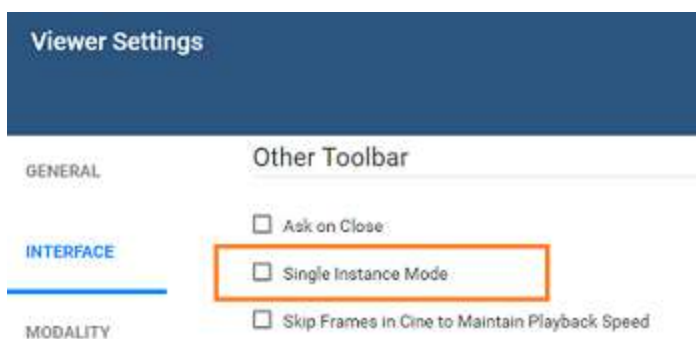 Viewer Settings
GENERAL
INTERFACE
MODALITY
Other Toolbar
Ask on Close
Single Instance Mode
Skip Frames in Cine to Maintain Playback Speed